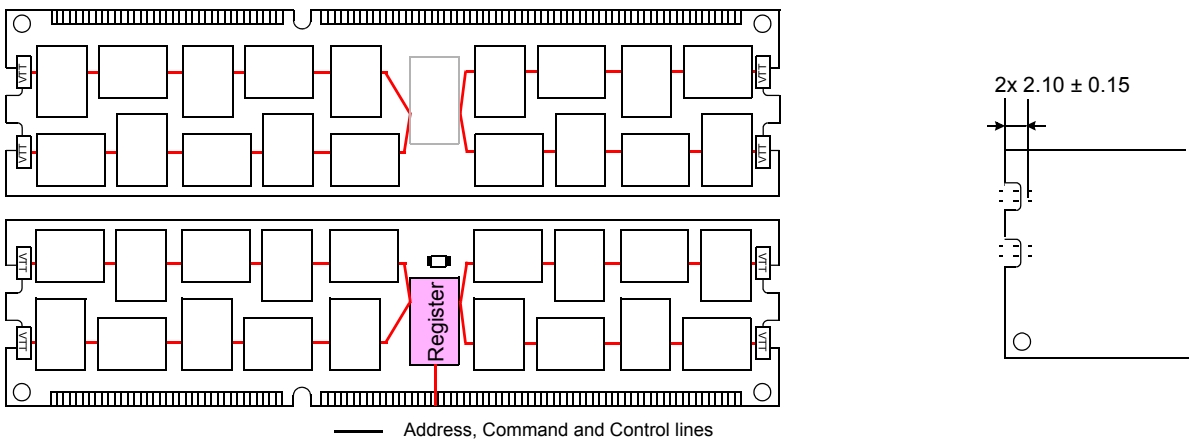 VTT
VTT
2x 2.10 ± 0.15
VTT
VTT
VTT
VTT
Register
VTT
VTT
Address, Command and Control lines